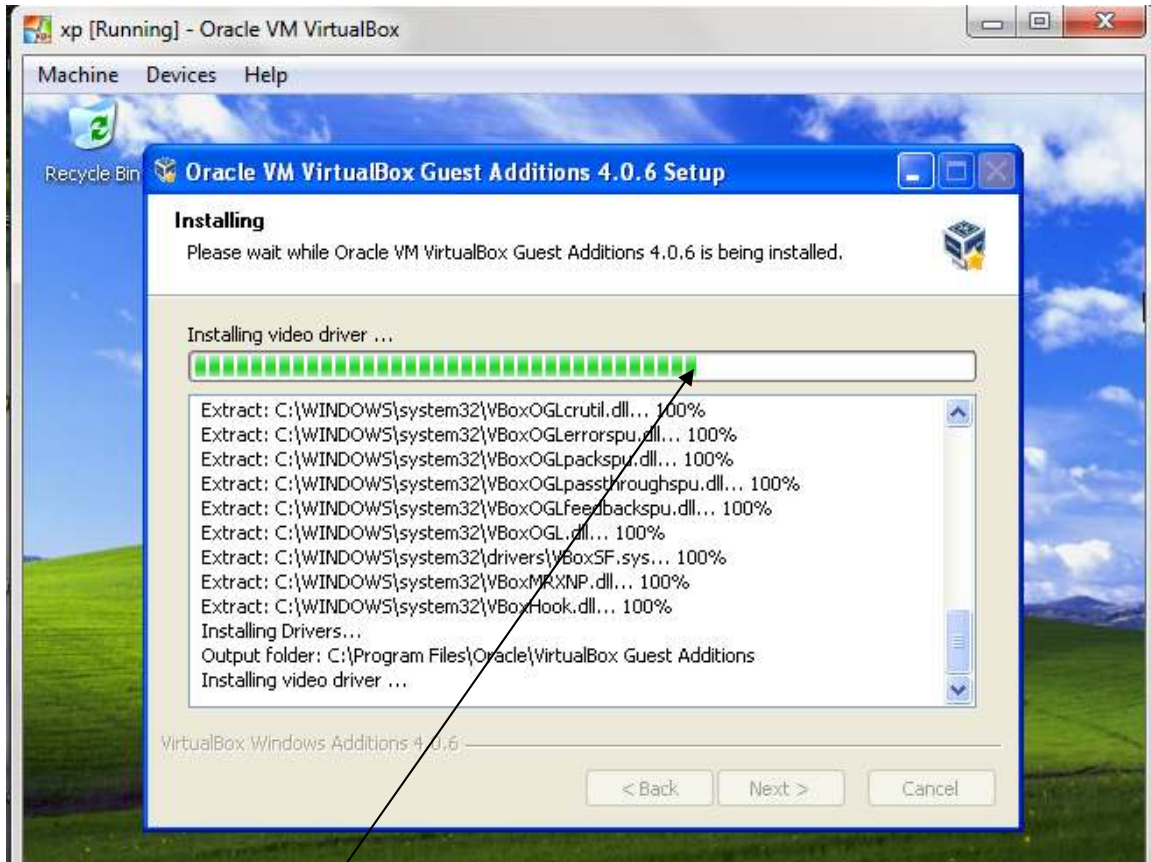 xp [Running] - Oracle VM VirtualBox
Machine Devices Help
Recycle Bin
Oracle VM VirtualBox Guest Additions 4.0.6 Setup
Installing
Please wait while Oracle VM VirtualBox Guest Additions 4.0.6 is being installed.
Installing video driver ...
Extract: C:\WINDOWS\system32\VBoxOGLcrutil.dll... 100%
Extract: C:\WINDOWS\system32\VBoxOGLerrorspu.dll... 100%
Extract: C:\WINDOWS\system32\VBoxOGLpackspu.dll... 100%
Extract: C:\WINDOWS\system32\VBoxOGLpassthroughspu.dll... 100%
Extract: C:\WINDOWS\system32\VBoxOGLfeedbackspu.dll... 100%
Extract: C:\WINDOWS\system32\VBoxOGL.dll... 100%
Extract: C:\WINDOWS\system32\drivers\VBoxSF.sys... 100%
Extract: C:\WINDOWS\system32\VBoxMRXNP.dll... 100%
Extract: C:\WINDOWS\system32\VBoxHook.dll... 100%
Installing Drivers...
Output folder: C:\Program Files\Oracle\VirtualBox Guest Additions
Installing video driver ...
VirtualBox Windows Additions 4.0.6
< Back Next > Cancel